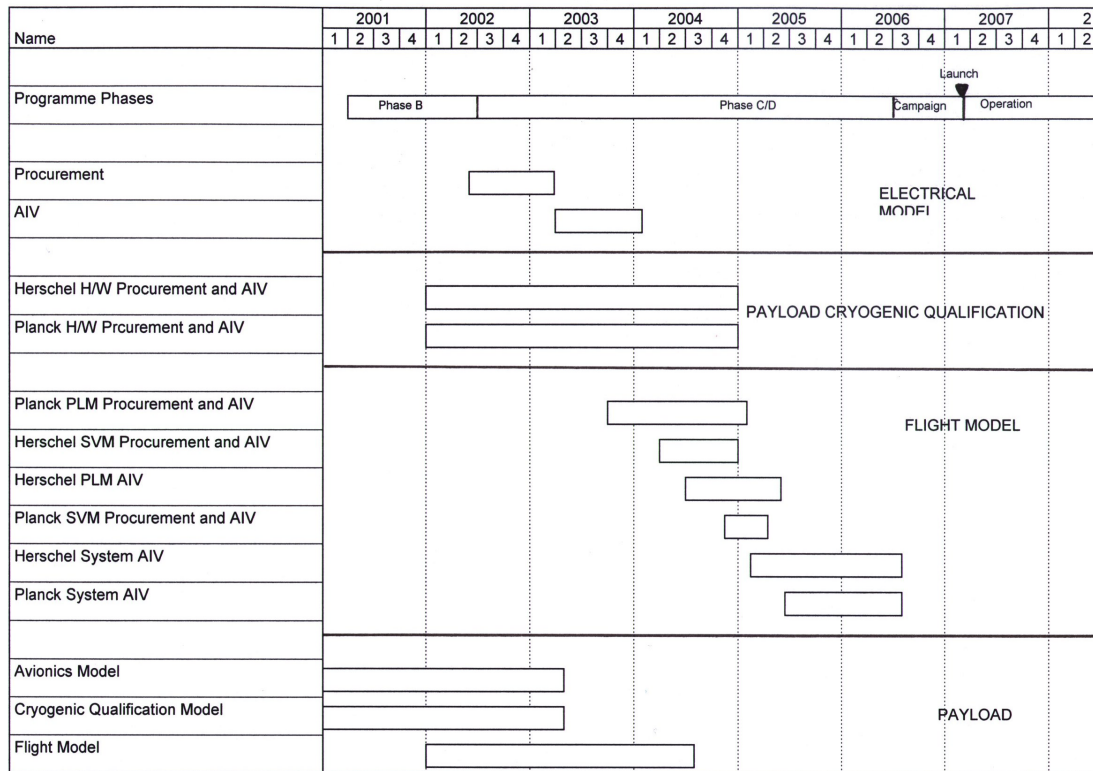 2001 2002 2003 2004 2005 2006 2007 2
Name 1 2 3 4 1 2 3 4 1 2 3 4 1 2 3 4 1 2 3 4 1 2 3 4 1 2 3 4 1 2
Launch
Programme Phases Phase B Phase C/D Campaign Operation
Procurement
ELECTRICAL
AIV
MODEL
Herschel H/W Procurement and AIV
PAYLOAD CRYOGENIC QUALIFICATION
Planck H/W Prcurement and AIV
Planck PLM Procurement and AIV
FLIGHT MODEL
Herschel SVM Procurement and AIV
Herschel PLM AIV
Planck SVM Procurement and AIV
Herschel System AIV
Planck System AIV
Avionics Model
Cryogenic Qualification Model PAYLOAD
Flight Model